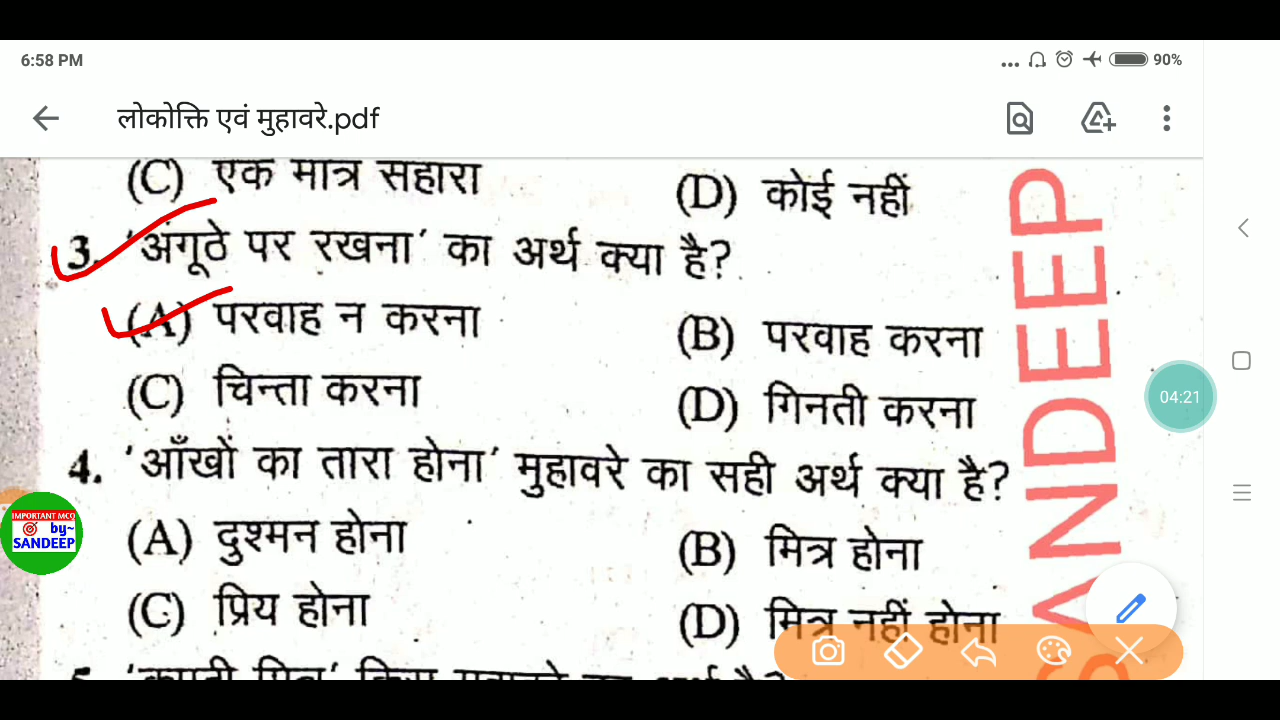 6:58 PM
90%
लोकोक्ति एवं मुहावरे.pdf
(C) एक मात्र सहारा (D) कोई नहीं
3. 'अंगूठे पर रखना' का अर्थ क्या है?
(A) परवाह न करना (B) परवाह करना
(C) चिन्ता करना (D) गिनती करना
4. 'आँखों का तारा होना' मुहावरे का सही अर्थ क्या है?
(A) दुश्मन होना (B) मित्र होना
(C) प्रिय होना (D) मित्र नहीं होना
SANDEEP
04:21
IMPORTANT MCQ
by~
SANDEEP